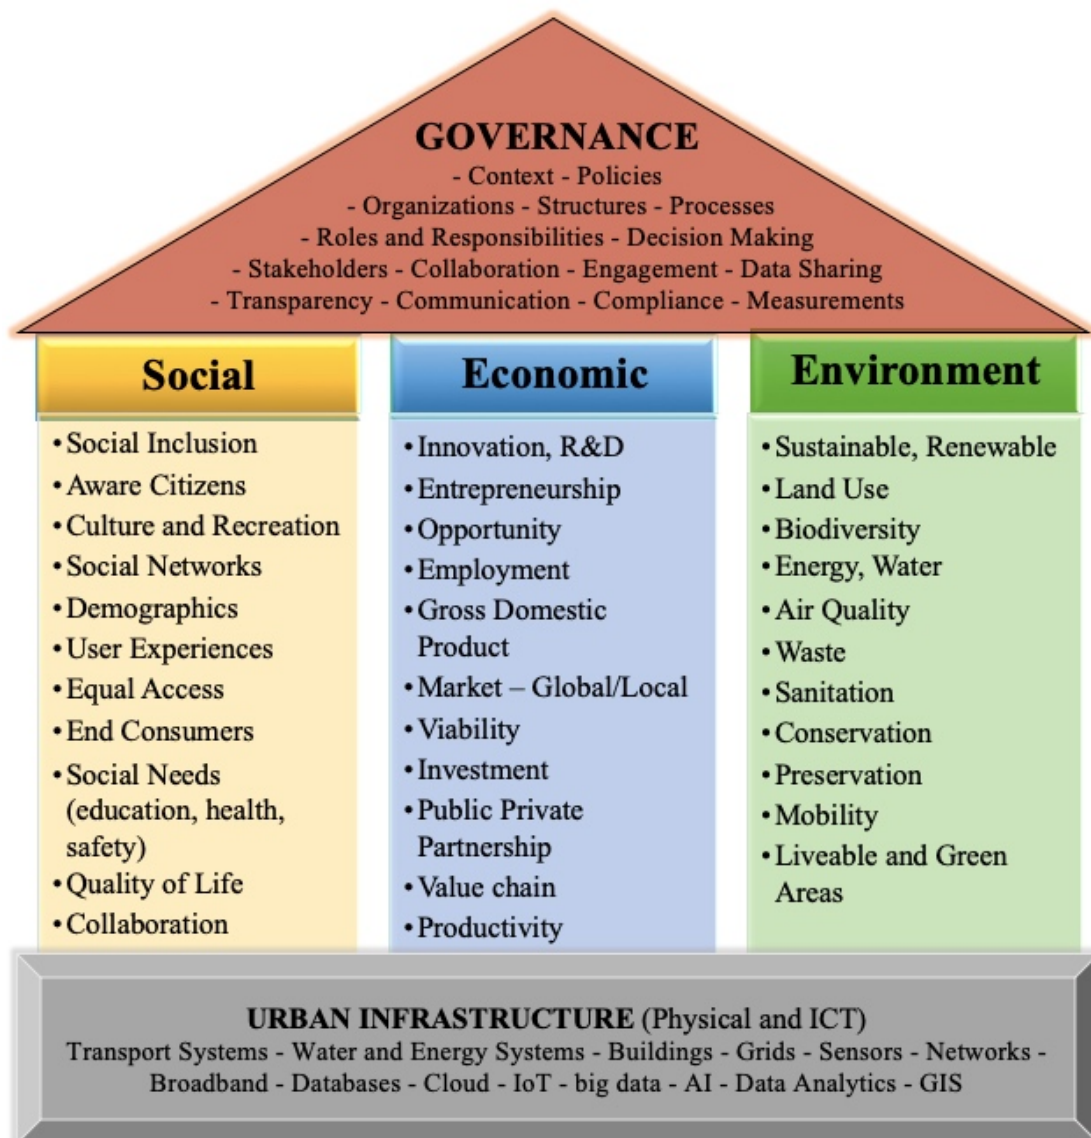 GOVERNANCE
- Context - Policies
- Organizations - Structures - Processes
- Roles and Responsibilities - Decision Making
- Stakeholders - Collaboration - Engagement - Data Sharing
- Transparency - Communication - Compliance - Measurements
Social
• Social Inclusion
• Aware Citizens
• Culture and Recreation
• Social Networks
• Demographics
• User Experiences
• Equal Access
• End Consumers
• Social Needs
(education, health,
safety)
• Quality of Life
• Collaboration
Economic
• Innovation, R&D
• Entrepreneurship
• Opportunity
• Employment
• Gross Domestic
Product
• Market – Global/Local
• Viability
• Investment
• Public Private
Partnership
• Value chain
• Productivity
Environment
• Sustainable, Renewable
• Land Use
• Biodiversity
• Energy, Water
• Air Quality
• Waste
• Sanitation
• Conservation
• Preservation
• Mobility
• Liveable and Green
Areas
URBAN INFRASTRUCTURE (Physical and ICT)
Transport Systems - Water and Energy Systems - Buildings - Grids - Sensors - Networks -
Broadband - Databases - Cloud - IoT - big data - AI - Data Analytics - GIS